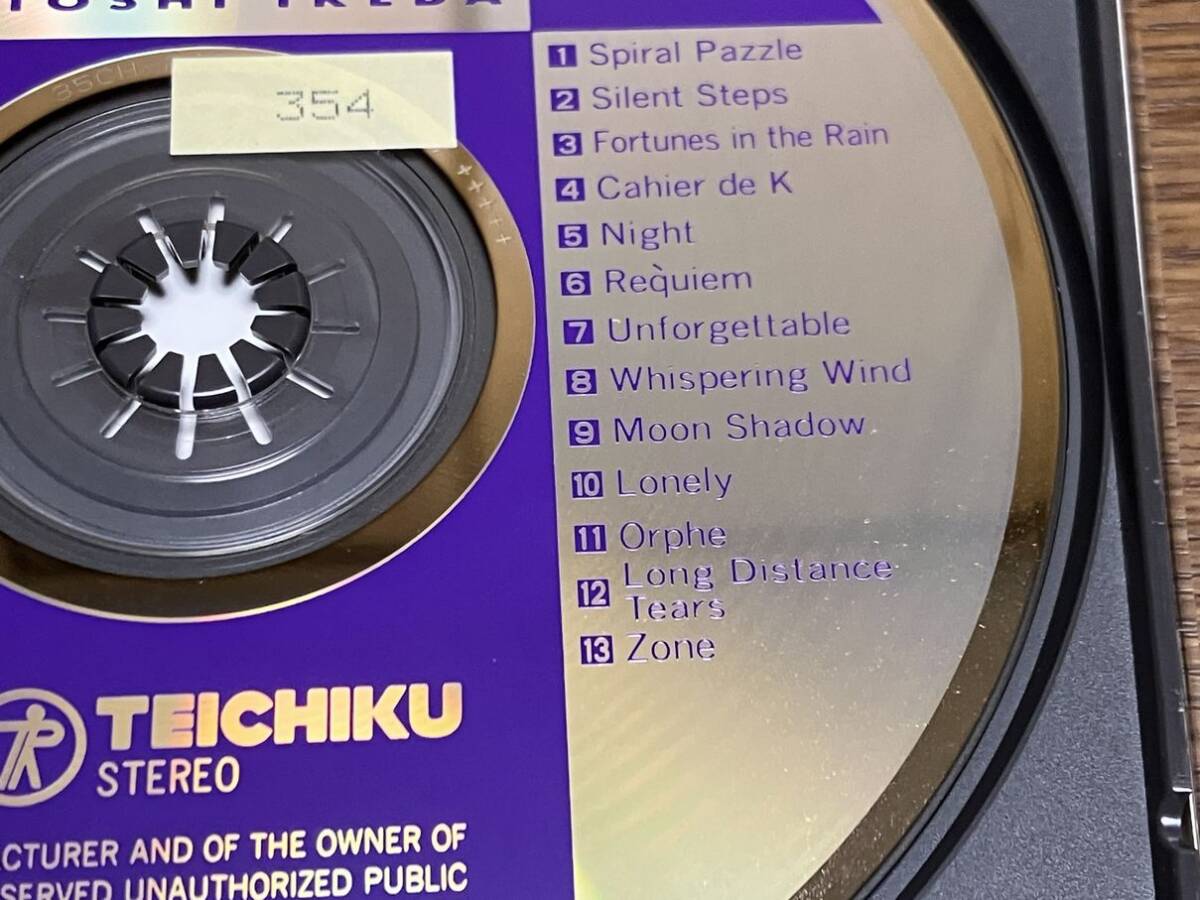 IKEDA
35CH
354
1 Spiral Pazzle
2 Silent Steps
3 Fortunes in the Rain
4 Cahier de K
5 Night
6 Req̀uiem
7 Unforgettable
8 Whispering Wind
9 Moon Shadow
10 Lonely
11 Orphe
12 Long Distance
Tears
13 Zone
TEICHIKU
STEREO
CTURER AND OF THE OWNER OF
SERVED UNAUTHORIZED PUBLIC